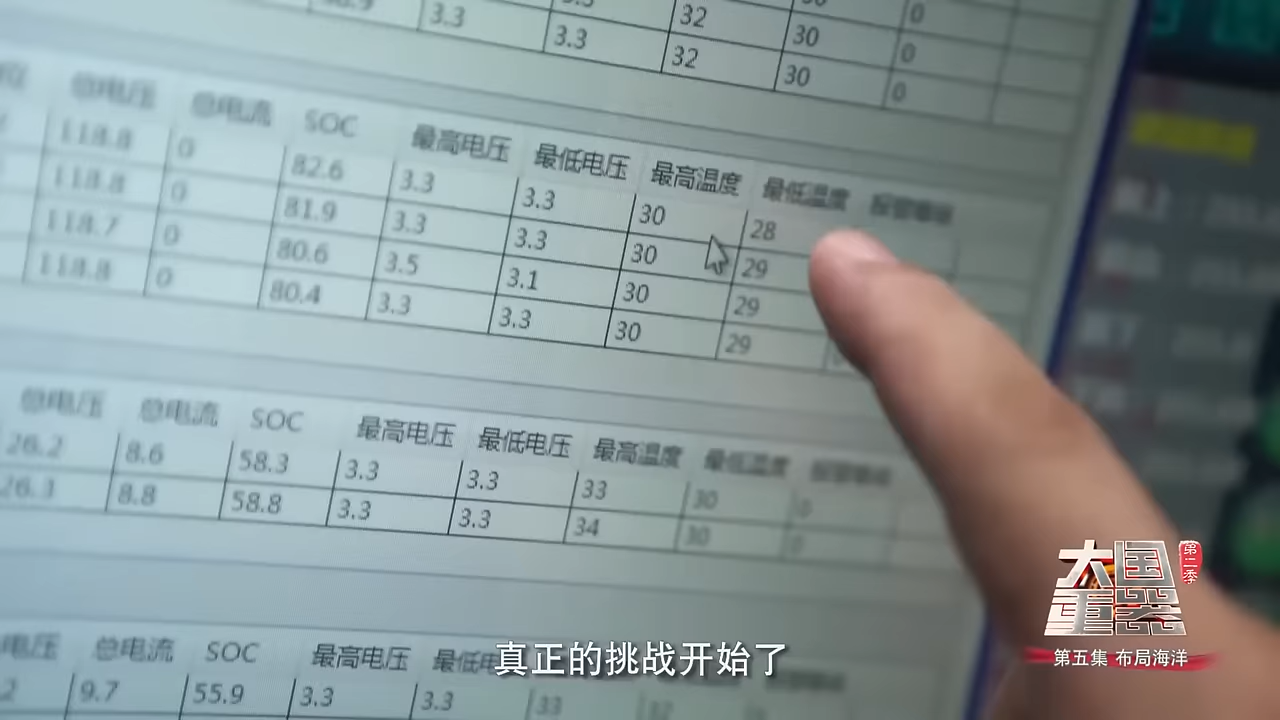 3.3 32 30 0
3.3 3.3 32 30 0
总电压 总电流 SOC 最高电压 最低电压 最高温度 最低温度
118.8 0 82.6 3.3 3.3 30 28
118.8 0 81.9 3.3 3.3 30 29
118.7 0 80.6 3.5 3.1 30 29
118.8 0 80.4 3.3 3.3 30 29
总电压 总电流 SOC 最高电压 最低电压 最高温度 最低温度
26.2 8.6 58.3 3.3 3.3 33 30 0
26.3 8.8 58.8 3.3 3.3 34 30 0
电压 总电流 SOC 最高电压 最低电
9.7 55.9 3.3 3.3 33
真正的挑战开始了
大国重器
第二季
第五集 布局海洋